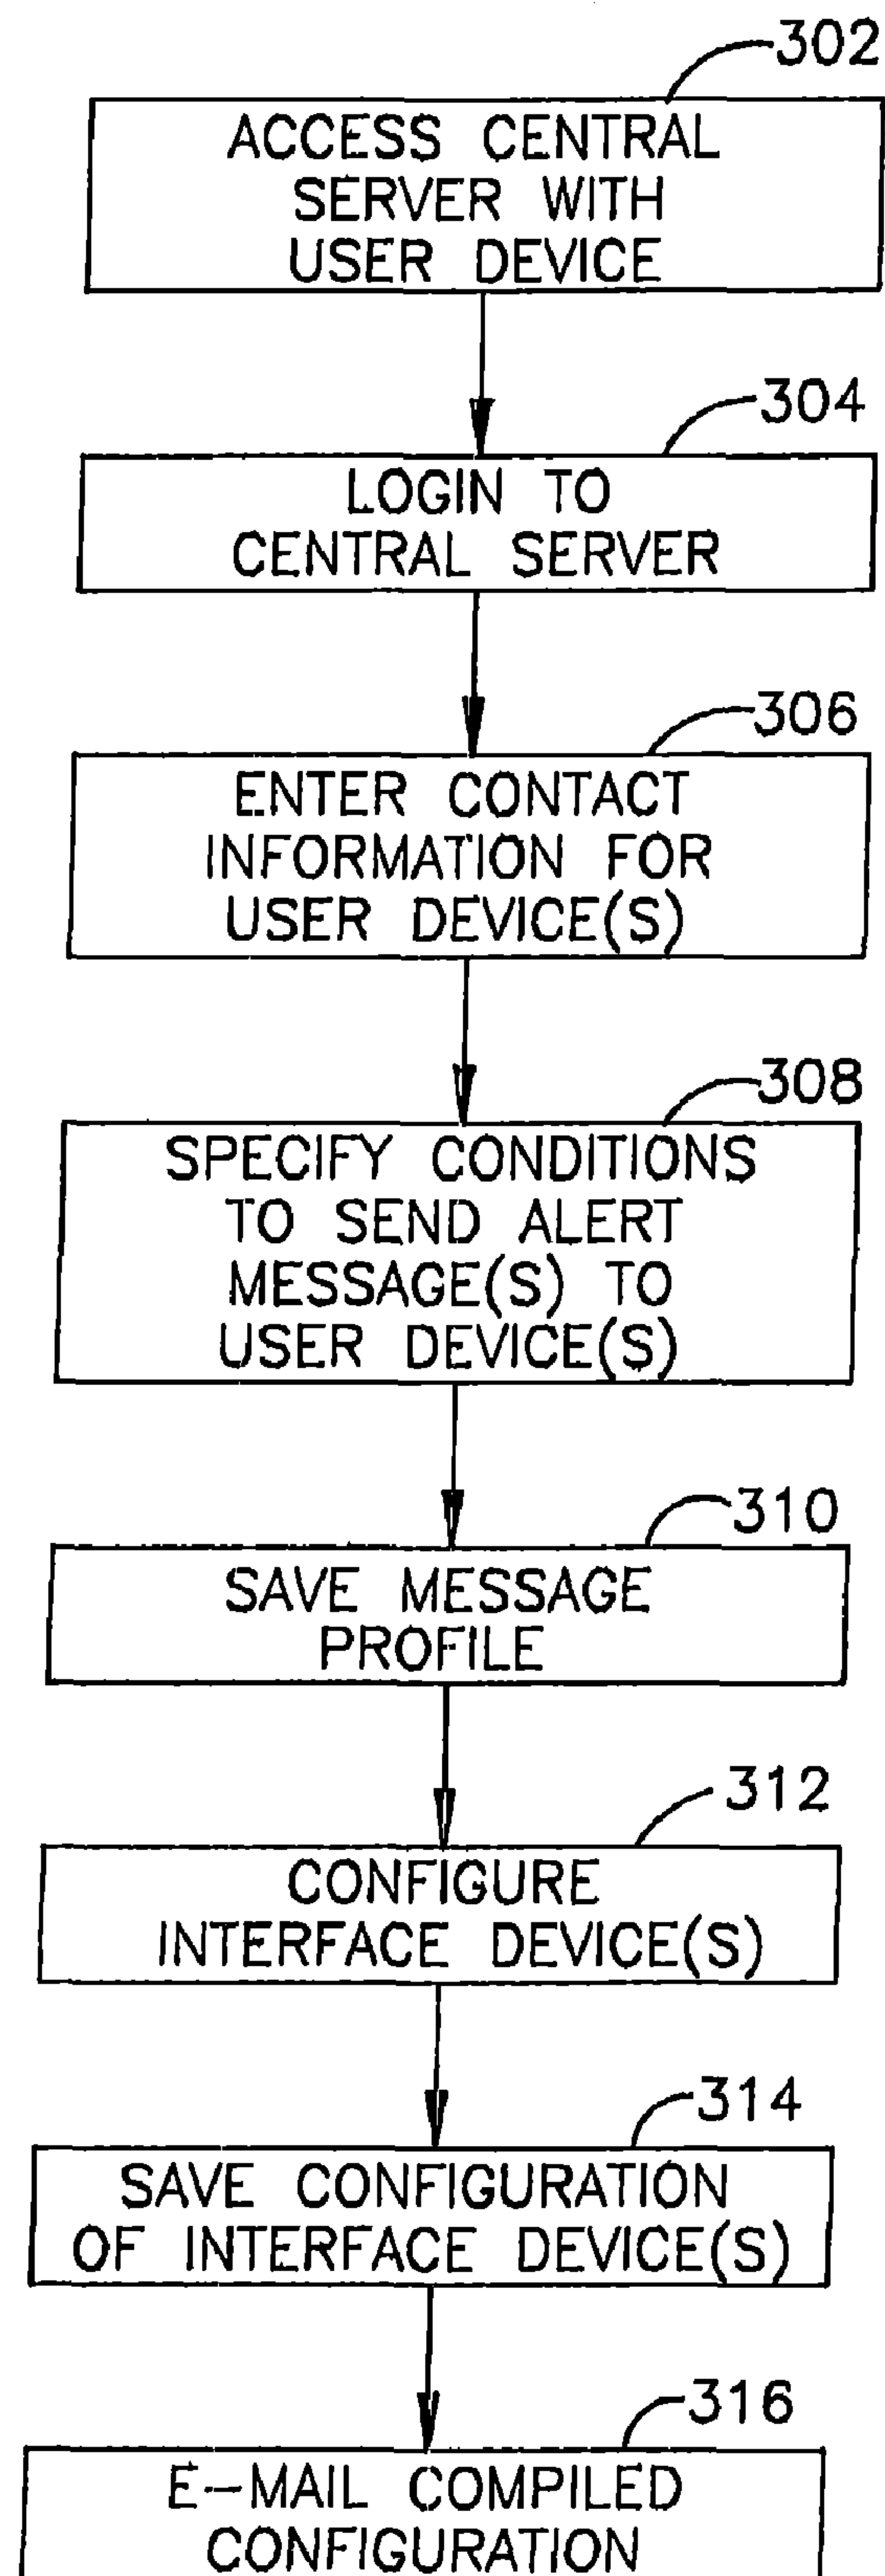 302
ACCESS CENTRAL
SERVER WITH
USER DEVICE
304
LOGIN TO
CENTRAL SERVER
306
ENTER CONTACT
INFORMATION FOR
USER DEVICE(S)
308
SPECIFY CONDITIONS
TO SEND ALERT
MESSAGE(S) TO
USER DEVICE(S)
310
SAVE MESSAGE
PROFILE
312
CONFIGURE
INTERFACE DEVICE(S)
314
SAVE CONFIGURATION
OF INTERFACE DEVICE(S)
316
E-MAIL COMPILED
CONFIGURATION